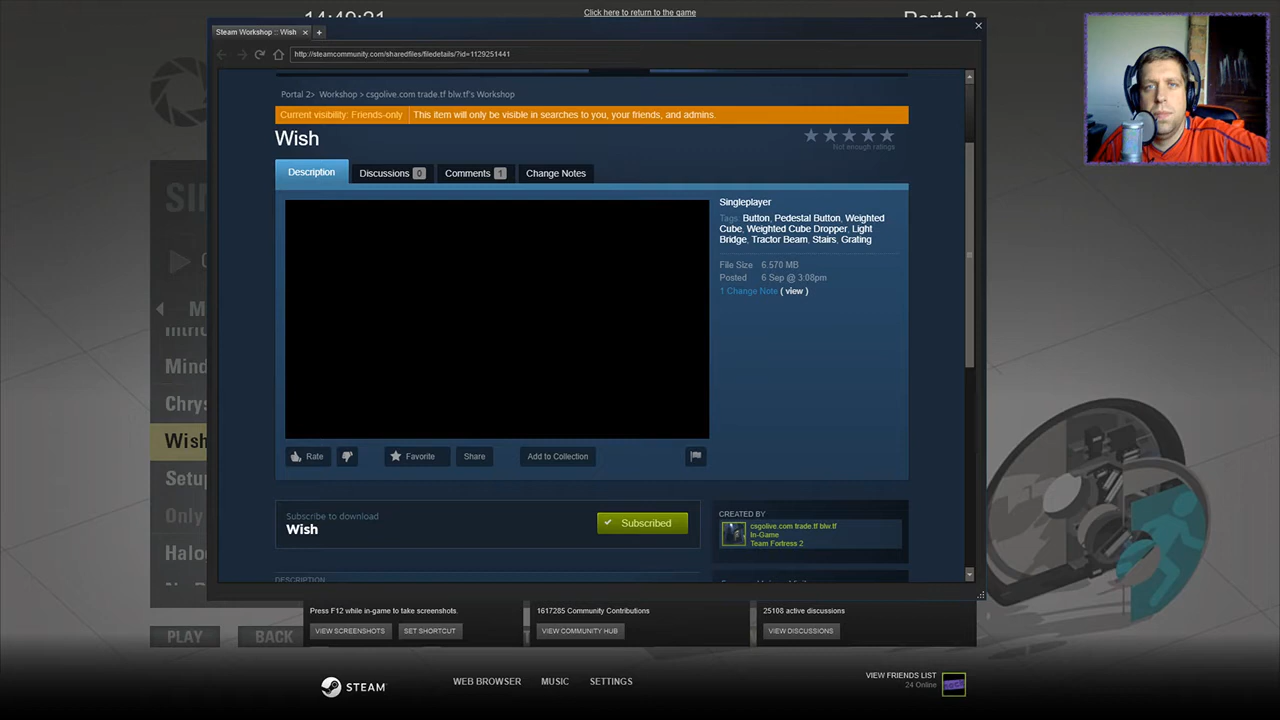 Click here to return to the game
14:49:21
Portal 2
Steam Workshop :: Wish
http://steamcommunity.com/sharedfiles/filedetails/?id=1129251441
Portal 2> Workshop > csgolive.com trade.tf blw.tf's Workshop
Current visibility: Friends-only This item will only be visible in searches to you, your friends, and admins.
Wish
Not enough ratings
Description
Discussions 0
Comments 1
Change Notes
Singleplayer
Tags: Button, Pedestal Button, Weighted
Cube, Weighted Cube Dropper, Light
Bridge, Tractor Beam, Stairs, Grating
File Size 6.570 MB
Posted 6 Sep @ 3:08pm
1 Change Note ( view )
Rate
Favorite
Share
Add to Collection
Subscribe to download
Wish
Subscribed
CREATED BY
csgolive.com trade.tf blw.tf
In-Game
Team Fortress 2
DESCRIPTION
SI
M
Mind
Chrys
Wish
Setup
Only
Halo
PLAY
BACK
Press F12 while in-game to take screenshots.
VIEW SCREENSHOTS
SET SHORTCUT
1617285 Community Contributions
VIEW COMMUNITY HUB
25108 active discussions
VIEW DISCUSSIONS
STEAM
WEB BROWSER
MUSIC
SETTINGS
VIEW FRIENDS LIST
24 Online